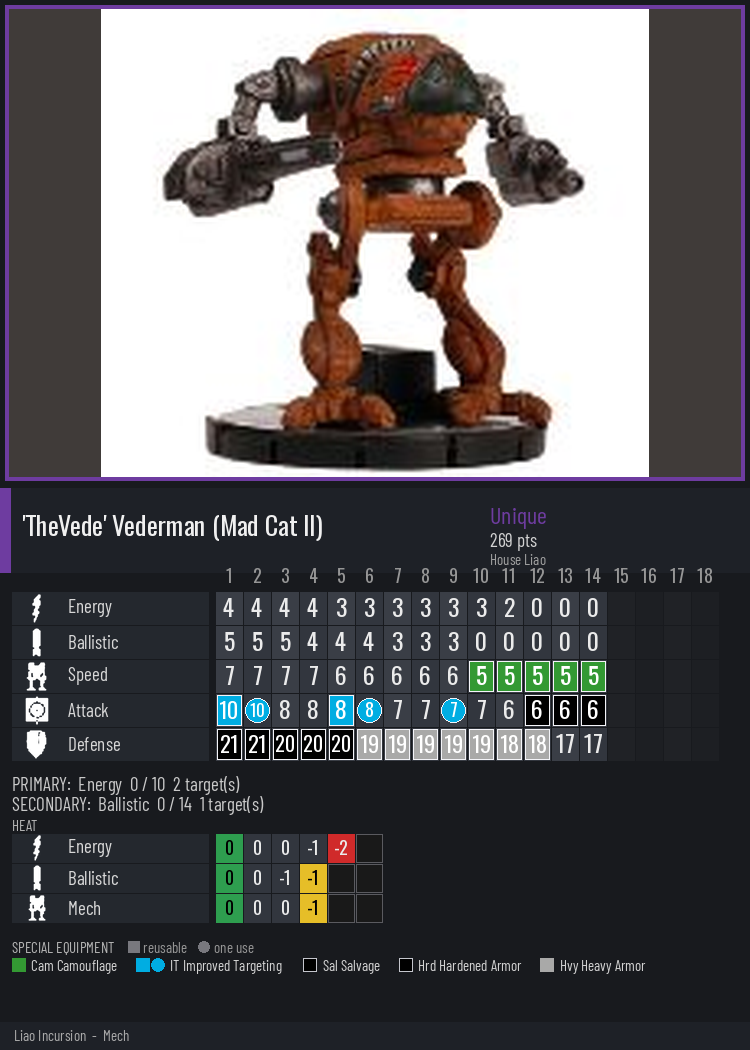 'TheVede' Vederman (Mad Cat II)
Unique
269 pts
House Liao
1 2 3 4 5 6 7 8 9 10 11 12 13 14 15 16 17 18
Energy 4 4 4 4 3 3 3 3 3 3 2 0 0 0
Ballistic 5 5 5 4 4 4 3 3 3 0 0 0 0 0
Speed 7 7 7 7 6 6 6 6 6 5 5 5 5 5
Attack 10 10 8 8 8 8 7 7 7 7 6 6 6 6
Defense 21 21 20 20 20 19 19 19 19 19 18 18 17 17
PRIMARY: Energy 0 / 10 2 target(s)
SECONDARY: Ballistic 0 / 14 1 target(s)
HEAT
Energy 0 0 0 -1 -2
Ballistic 0 0 -1 -1
Mech 0 0 0 -1
SPECIAL EQUIPMENT reusable one use
Cam Camouflage IT Improved Targeting Sal Salvage Hrd Hardened Armor Hvy Heavy Armor
Liao Incursion - Mech